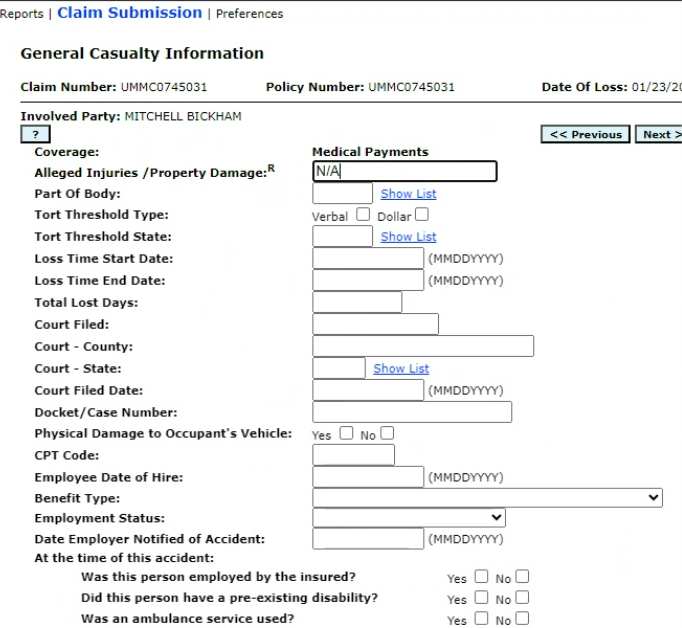 Reports | Claim Submission | Preferences
General Casualty Information
Claim Number: UMMC0745031 Policy Number: UMMC0745031 Date Of Loss: 01/23/20
Involved Party: MITCHELL BICKHAM
? << Previous Next >
Coverage: Medical Payments
Alleged Injuries /Property Damage:R N/A
Part Of Body: Show List
Tort Threshold Type: Verbal Dollar
Tort Threshold State: Show List
Loss Time Start Date: (MMDDYYYY)
Loss Time End Date: (MMDDYYYY)
Total Lost Days:
Court Filed:
Court - County:
Court - State: Show List
Court Filed Date: (MMDDYYYY)
Docket/Case Number:
Physical Damage to Occupant's Vehicle: Yes No
CPT Code:
Employee Date of Hire: (MMDDYYYY)
Benefit Type:
Employment Status:
Date Employer Notified of Accident: (MMDDYYYY)
At the time of this accident:
Was this person employed by the insured? Yes No
Did this person have a pre-existing disability? Yes No
Was an ambulance service used? Yes No